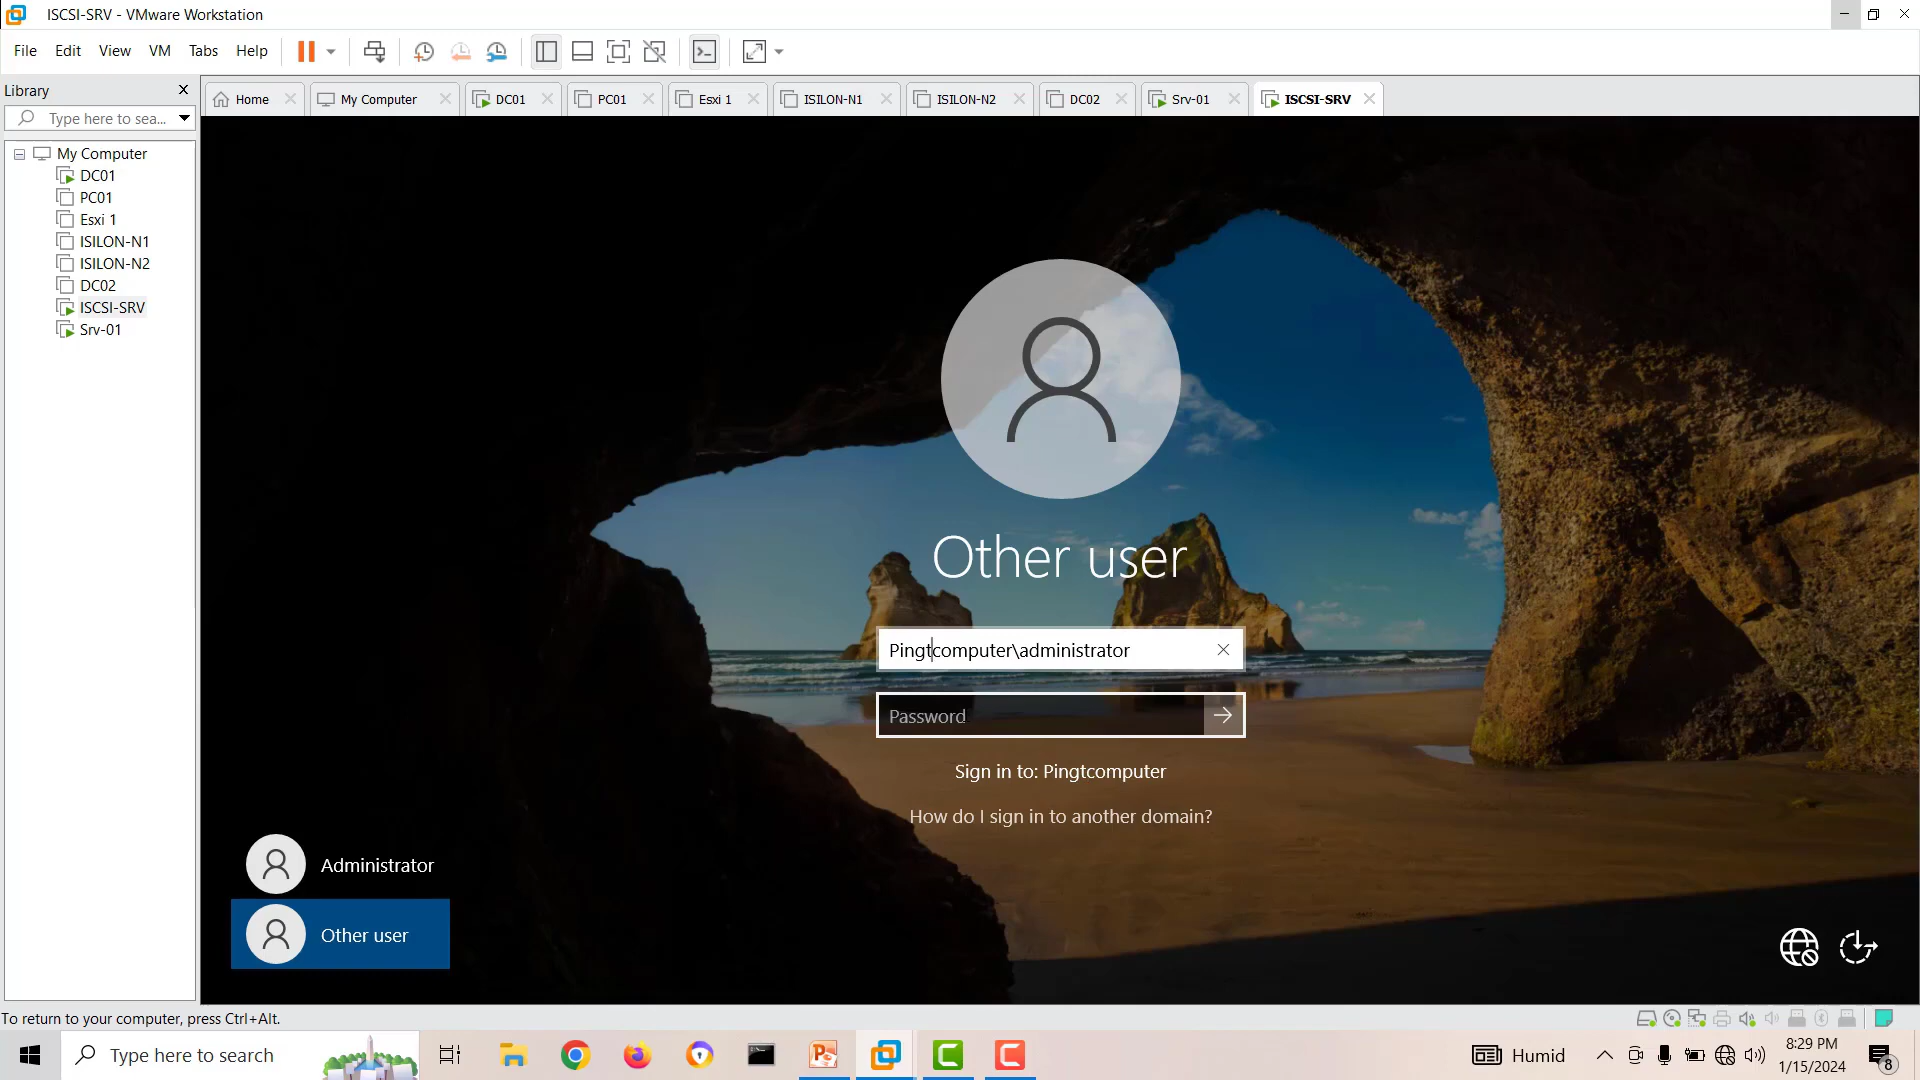 ISCSI-SRV - VMware Workstation
File Edit View VM Tabs Help
Library
Type here to sea...
Home My Computer DC01 PC01 Esxi 1 ISILON-N1 ISILON-N2 DC02 Srv-01 ISCSI-SRV
My Computer
DC01
PC01
Esxi 1
ISILON-N1
ISILON-N2
DC02
ISCSI-SRV
Srv-01
Other user
Pingtcomputer\administrator
Password
Sign in to: Pingtcomputer
How do I sign in to another domain?
Administrator
Other user
To return to your computer, press Ctrl+Alt.
Type here to search
Humid
8:29 PM
1/15/2024
8